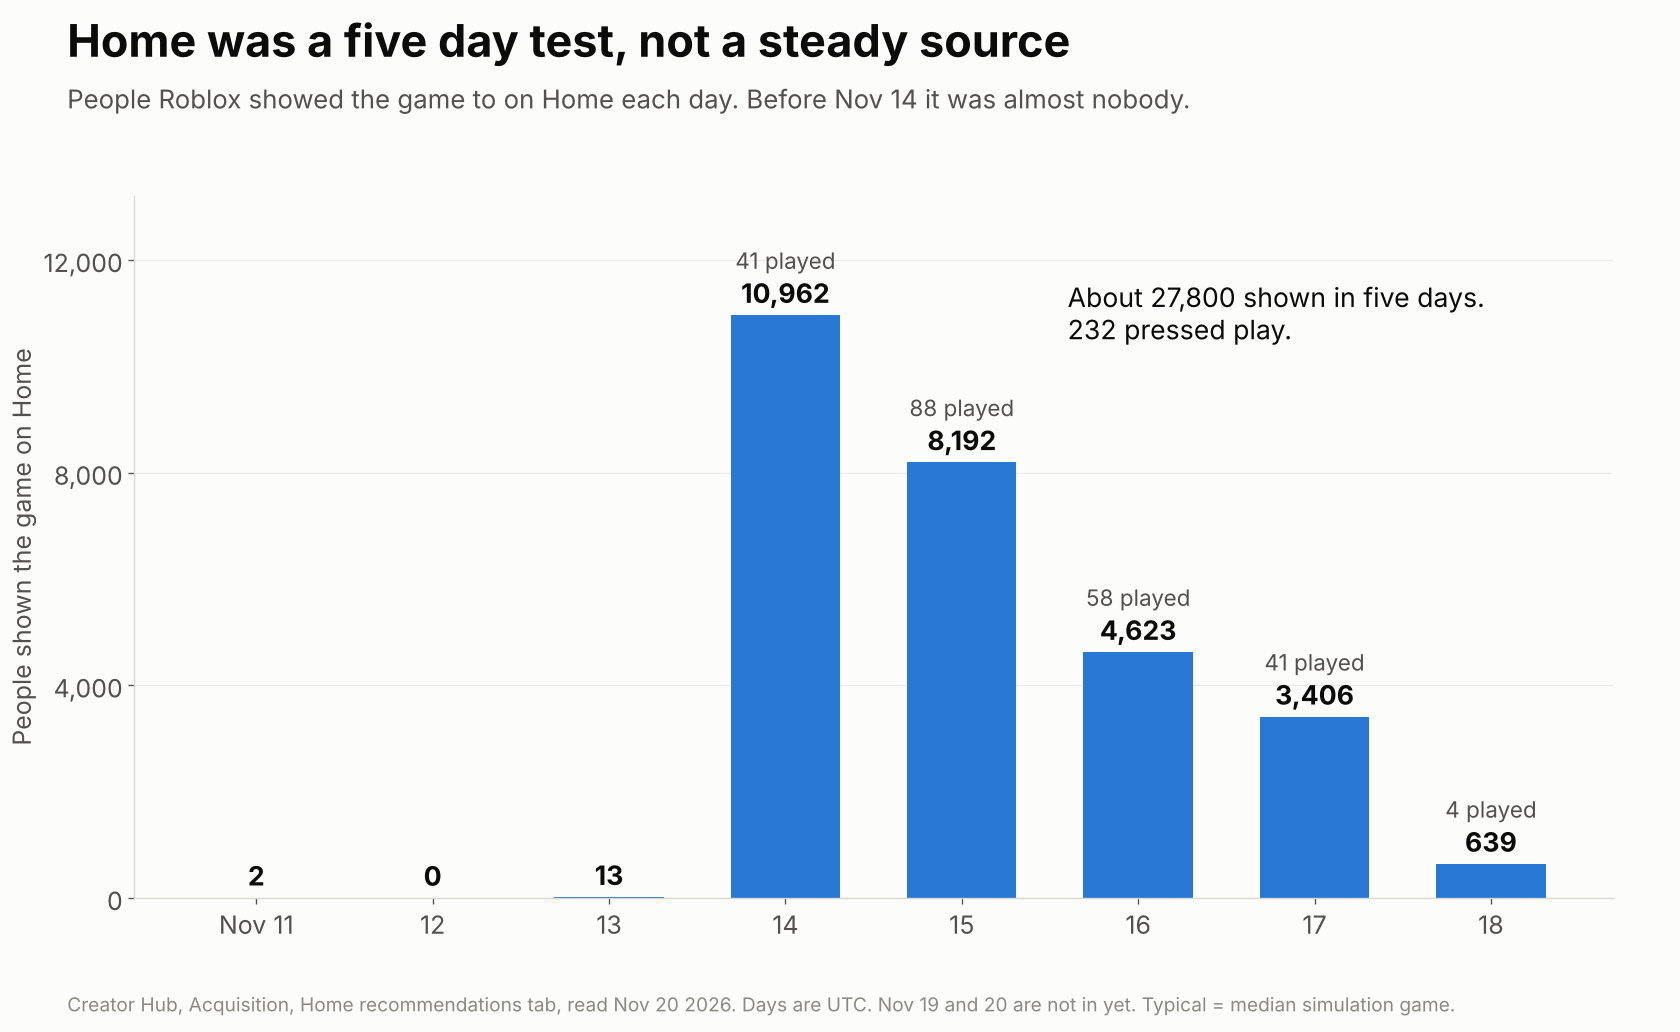 Home was a five day test, not a steady source
People Roblox showed the game to on Home each day. Before Nov 14 it was almost nobody.
People shown the game on Home
12,000
8,000
4,000
0
About 27,800 shown in five days.
232 pressed play.
2
0
13
41 played
10,962
88 played
8,192
58 played
4,623
41 played
3,406
4 played
639
Nov 11
12
13
14
15
16
17
18
Creator Hub, Acquisition, Home recommendations tab, read Nov 20 2026. Days are UTC. Nov 19 and 20 are not in yet. Typical = median simulation game.